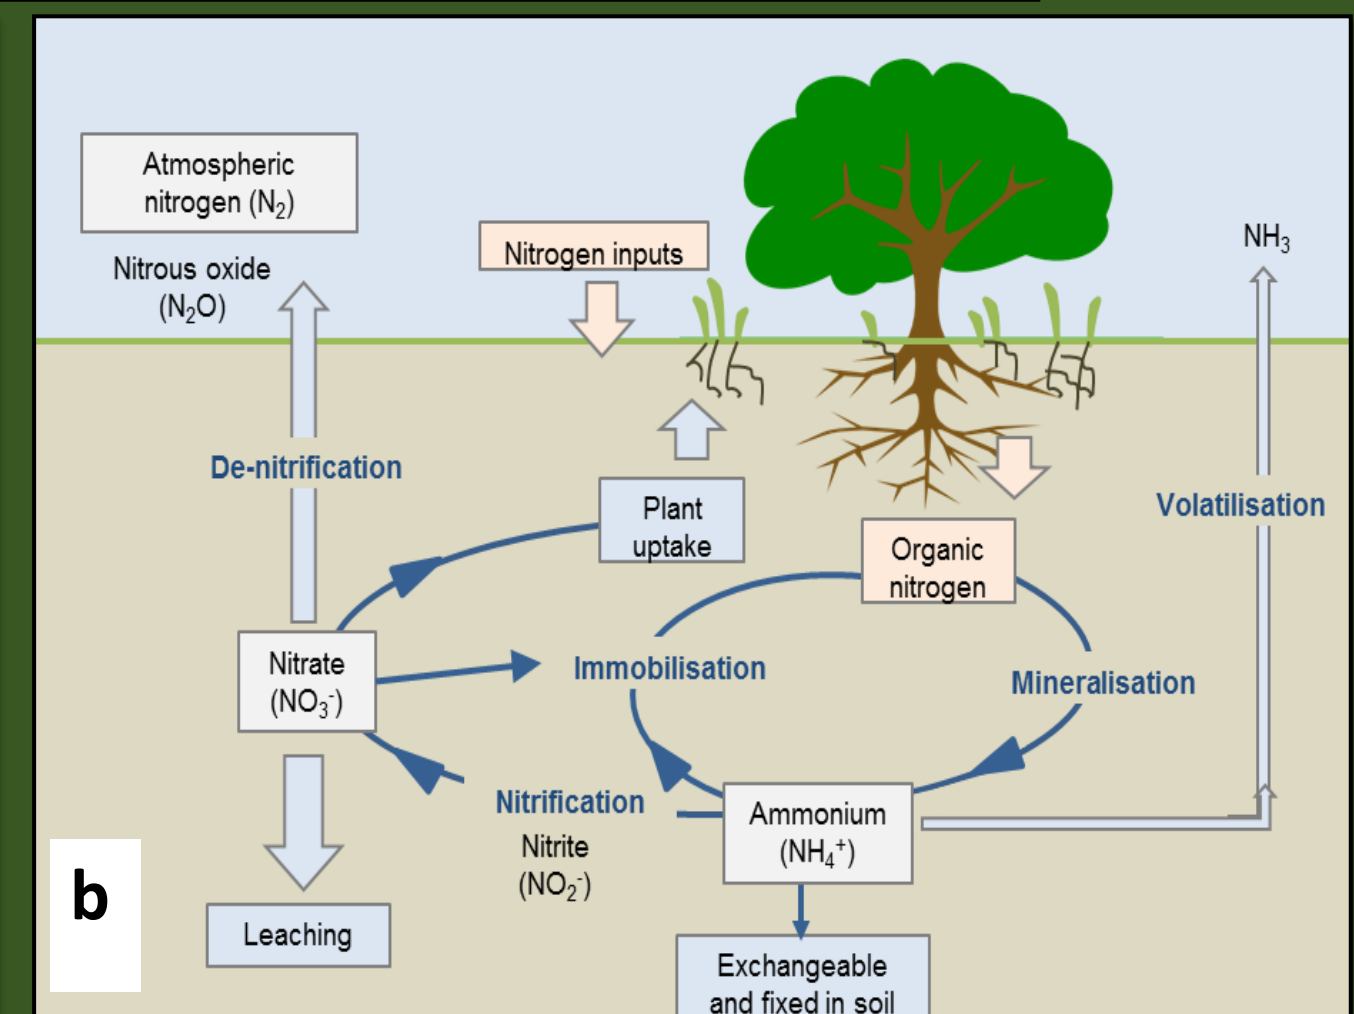 Atmospheric
nitrogen (N₂)
Nitrous oxide
(N₂O)
Nitrogen inputs
NH₃
De-nitrification
Plant
uptake
Volatilisation
Organic
nitrogen
Nitrate
(NO₃⁻)
Immobilisation
Mineralisation
Nitrification
Nitrite
(NO₂⁻)
Ammonium
(NH₄⁺)
b
Leaching
Exchangeable
and fixed in soil